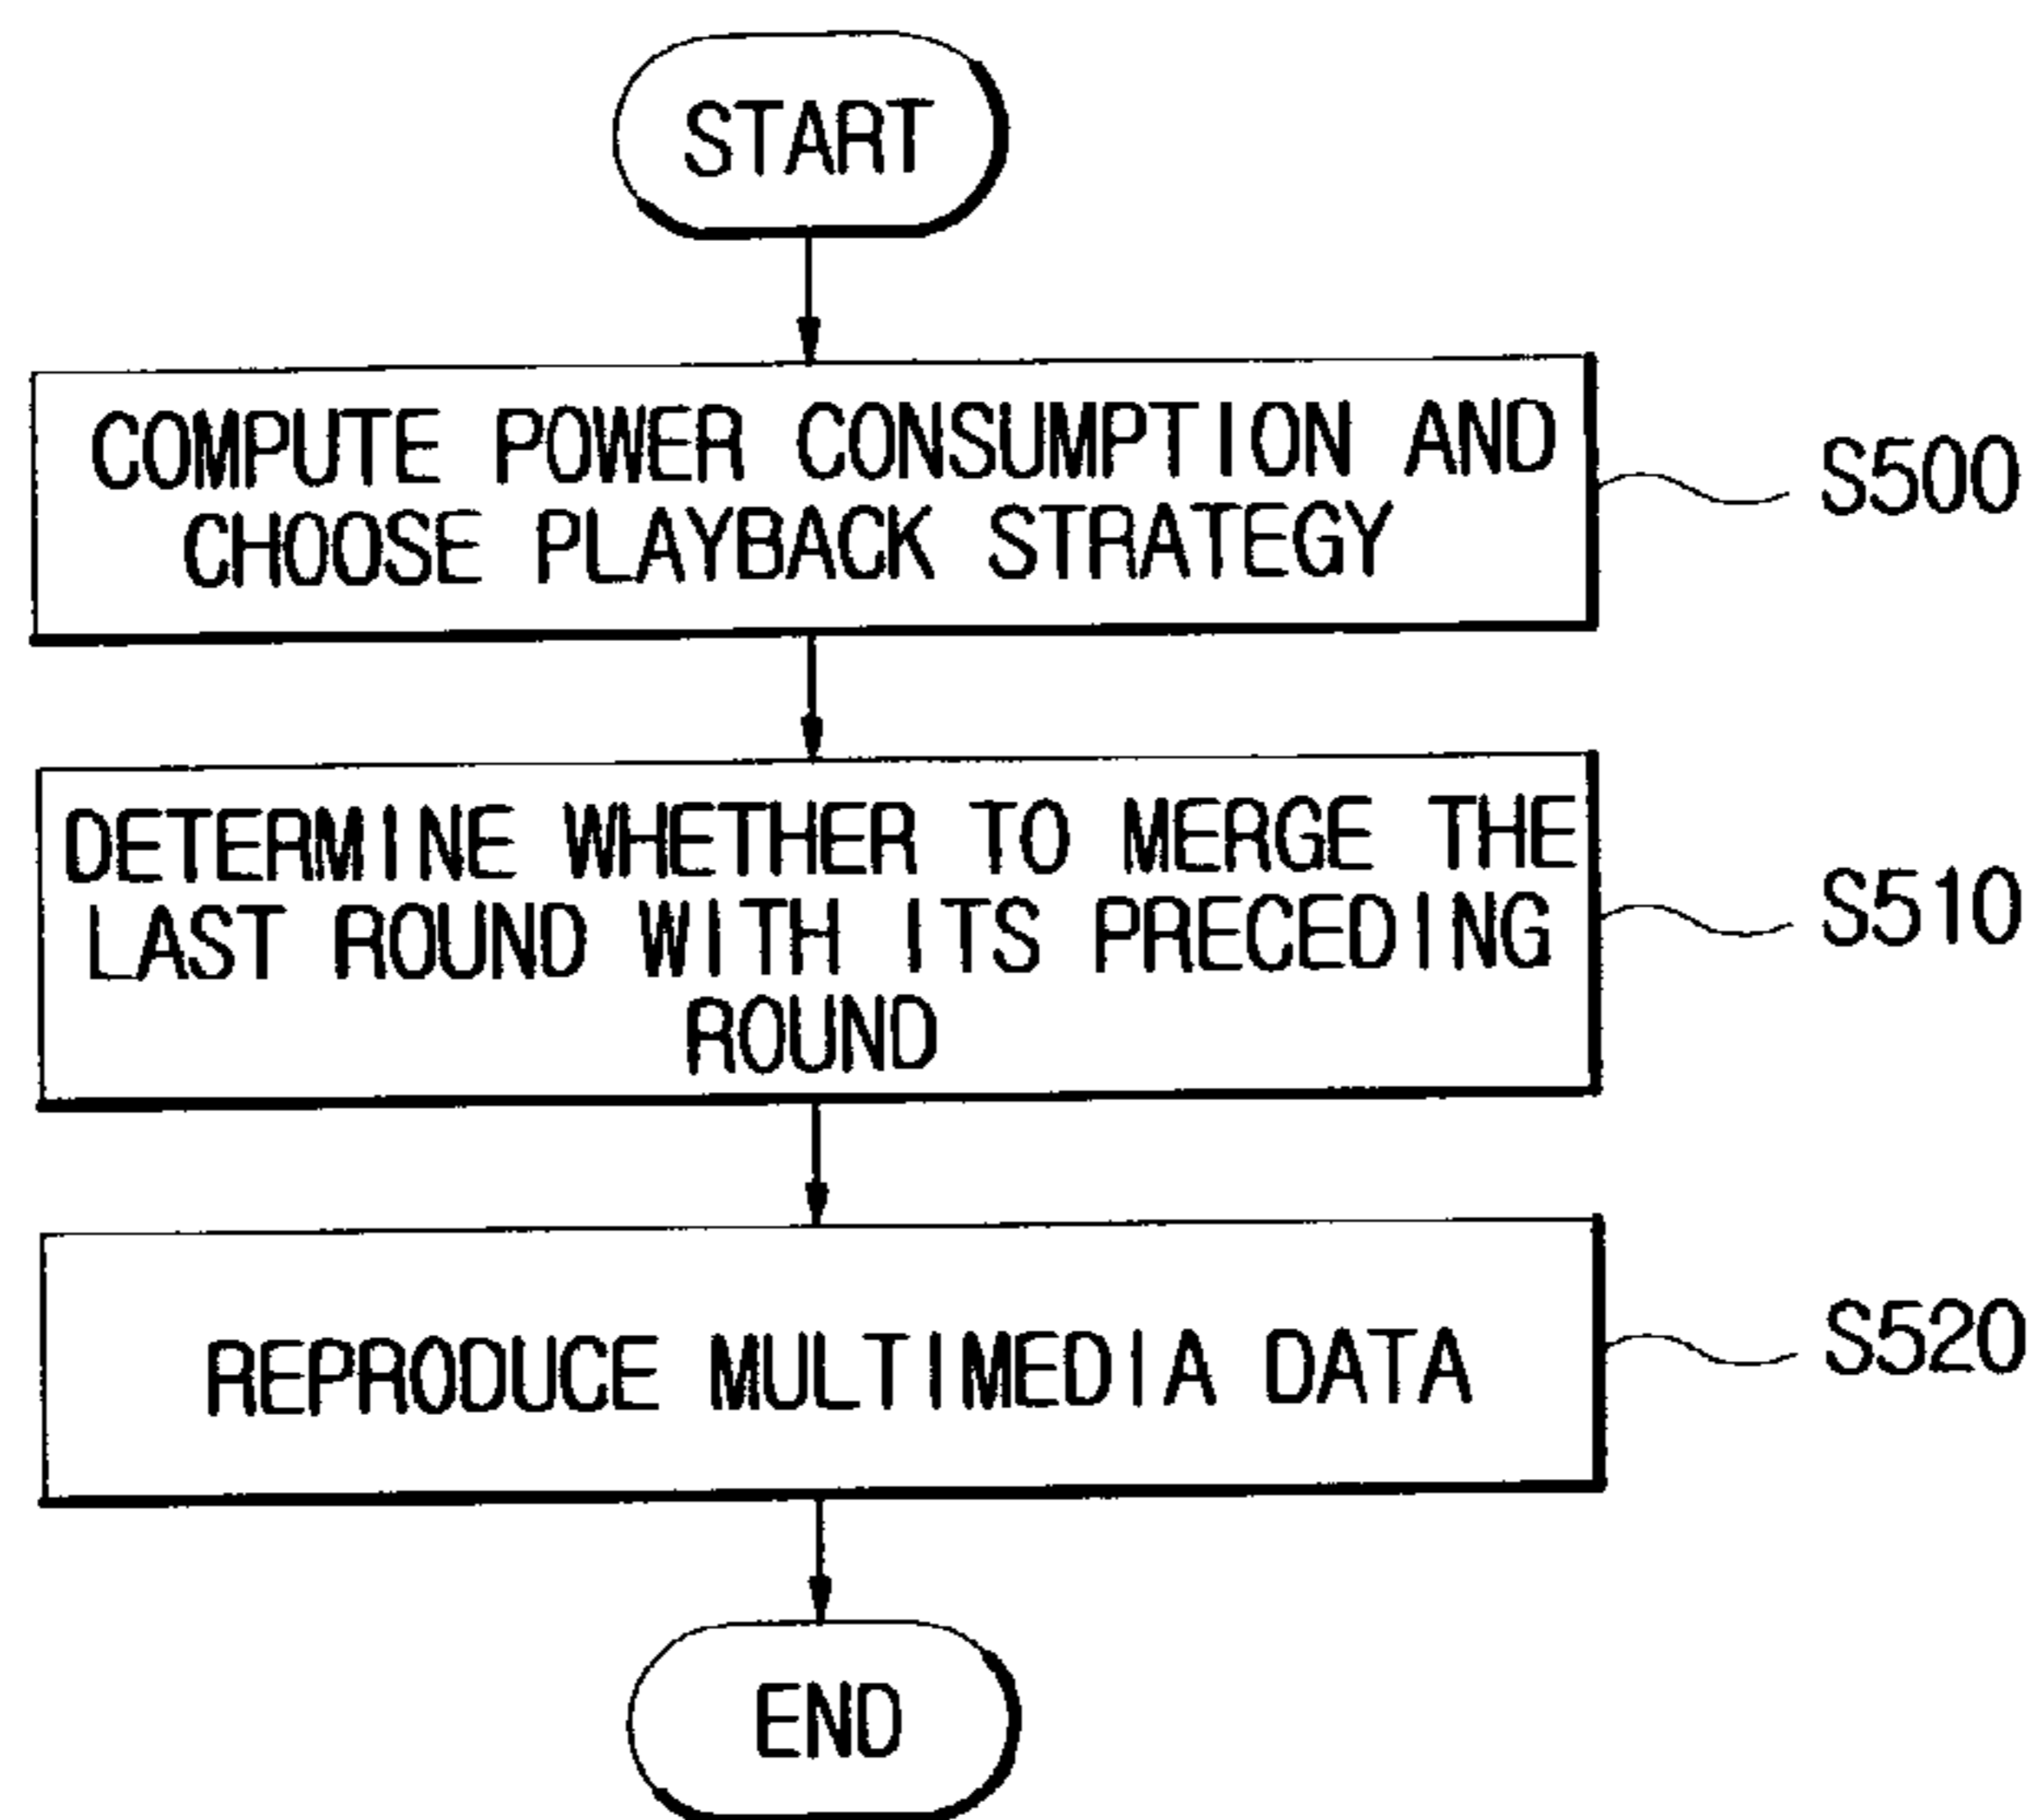 START
COMPUTE POWER CONSUMPTION AND
CHOOSE PLAYBACK STRATEGY
S500
DETERMINE WHETHER TO MERGE THE
LAST ROUND WITH ITS PRECEDING
ROUND
S510
REPRODUCE MULTIMEDIA DATA
S520
END